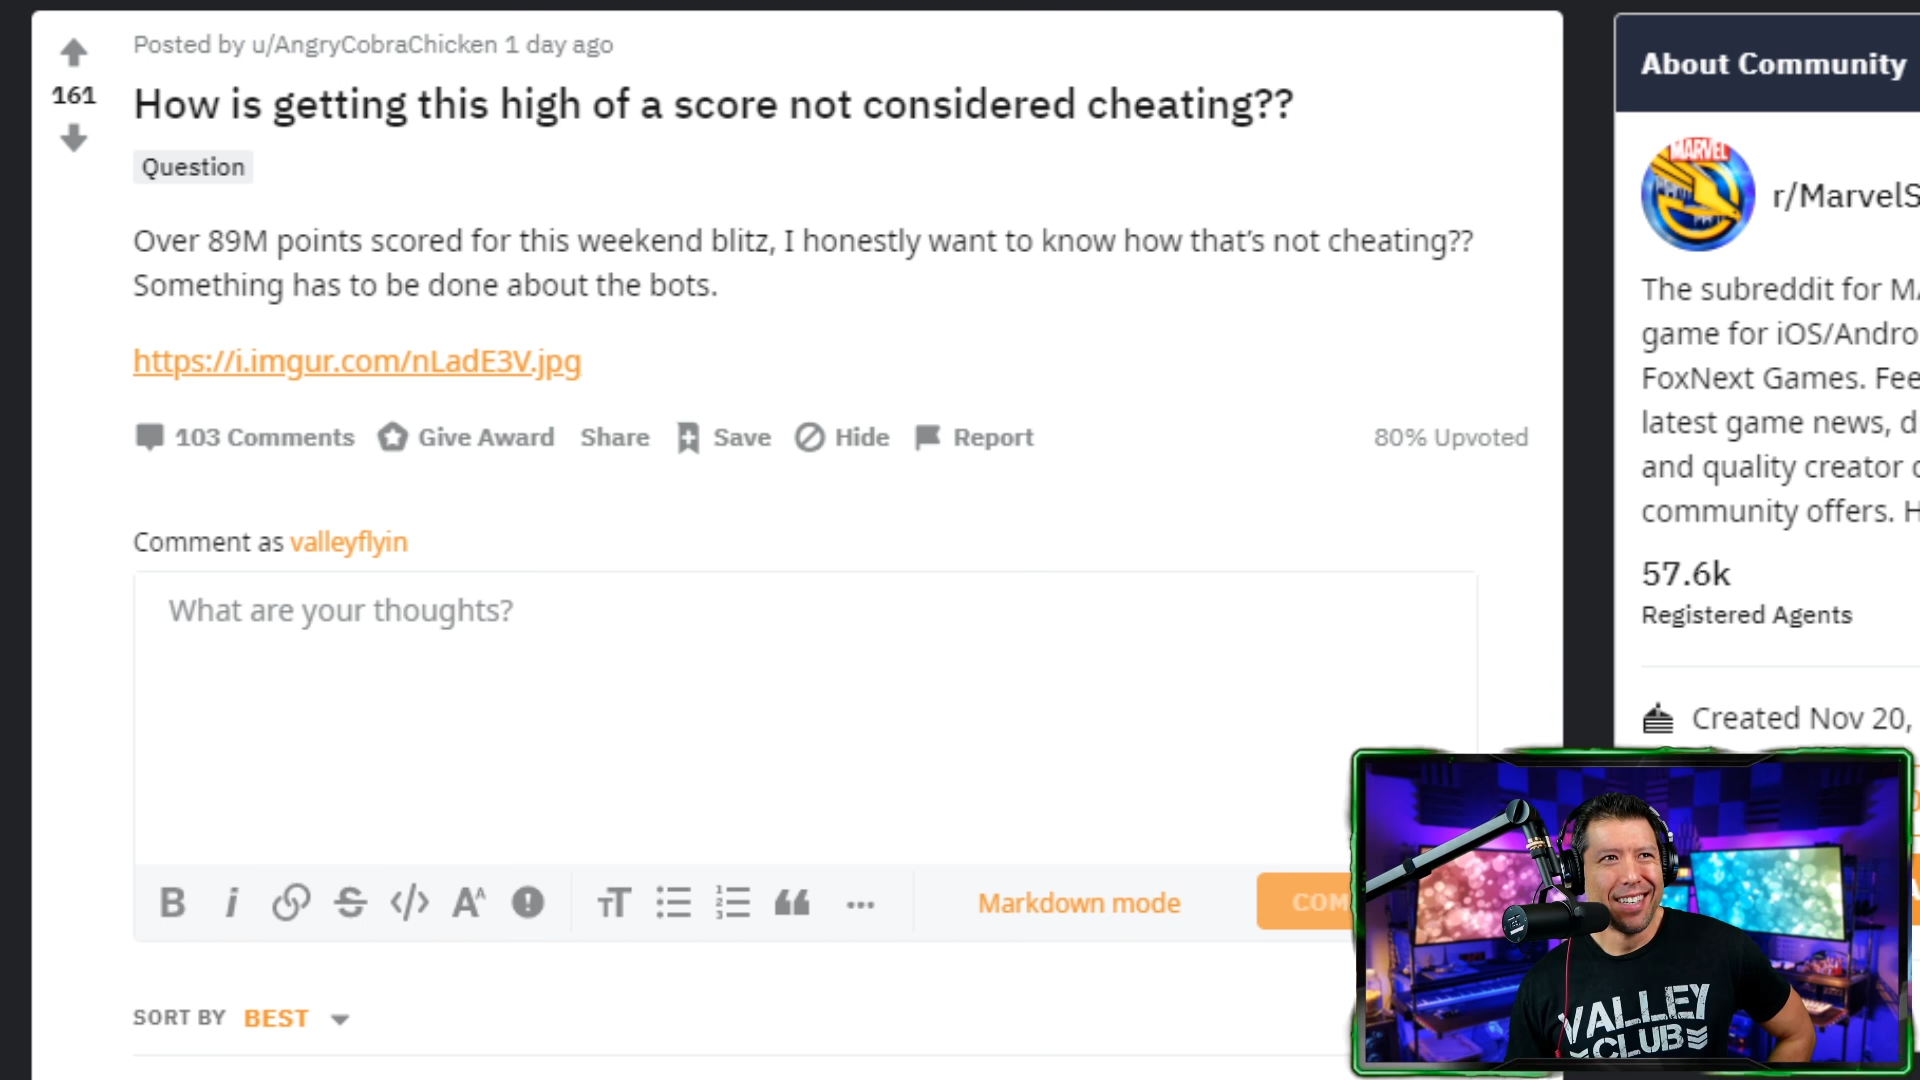 Posted by u/AngryCobraChicken 1 day ago
161
How is getting this high of a score not considered cheating??
Question
Over 89M points scored for this weekend blitz, I honestly want to know how that's not cheating??
Something has to be done about the bots.
https://i.imgur.com/nLadE3V.jpg
103 Comments Give Award Share Save Hide Report 80% Upvoted
Comment as valleyflyin
What are your thoughts?
B i S </> AA TT Markdown mode COM
SORT BY BEST
About Community
MARVEL
r/MarvelS
The subreddit for MA
game for iOS/Andro
FoxNext Games. Fee
latest game news, d
and quality creator c
community offers. H
57.6k
Registered Agents
Created Nov 20,
VALLEY
CLUB